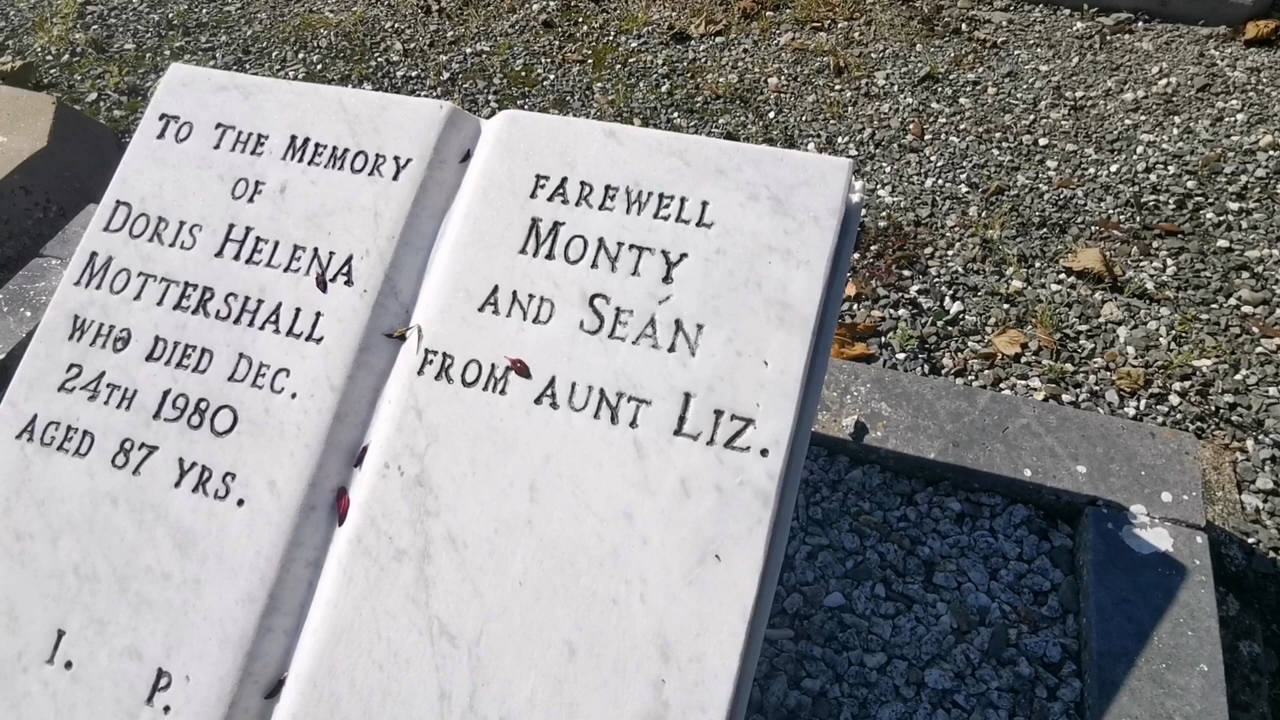 TO THE MEMORY
OF
DORIS HELENA
MOTTERSHALL
WHO DIED DEC.
24TH 1980
AGED 87 YRS.
I. P.
FAREWELL
MONTY
AND SEÁN
FROM AUNT LIZ.